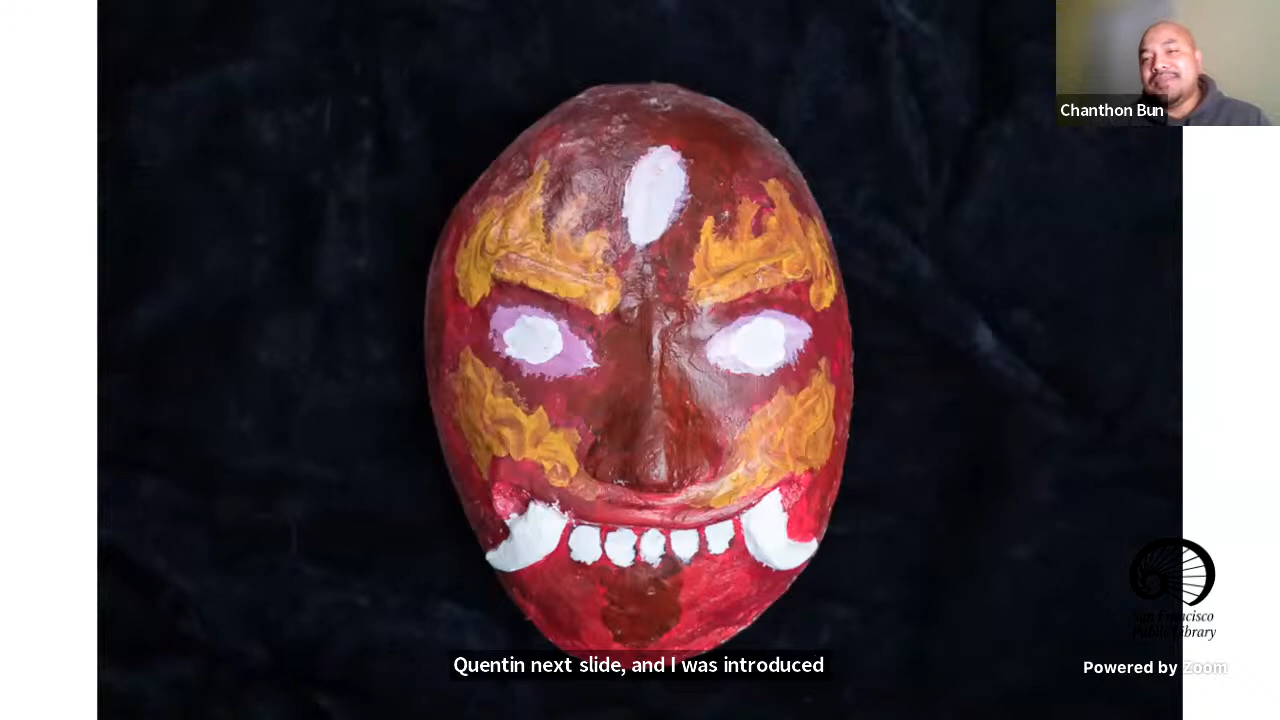 Chanthon Bun
San Francisco
Public Library
Quentin next slide, and I was introduced
Powered by Zoom